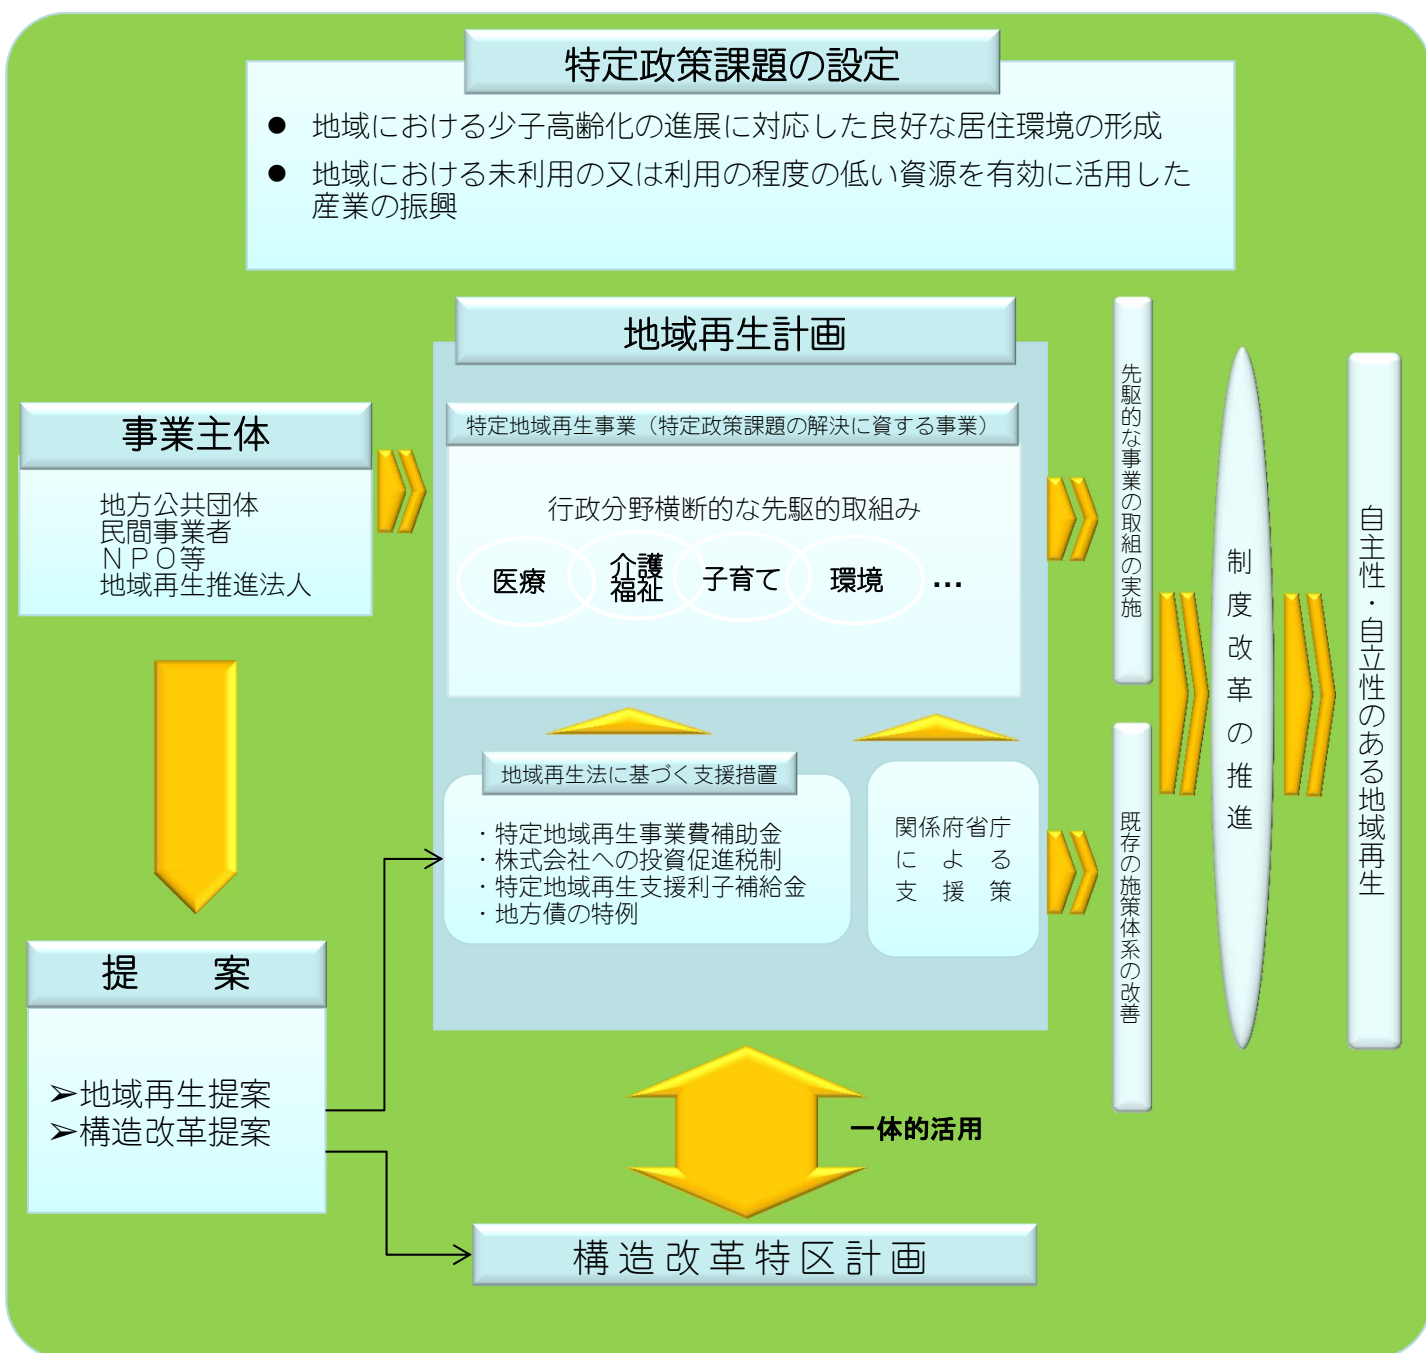 特定政策課題の設定
● 地域における少子高齢化の進展に対応した良好な居住環境の形成
● 地域における未利用の又は利用の程度の低い資源を有効に活用した
産業の振興
地域再生計画
事業主体
地方公共団体
民間事業者
ＮＰＯ等
地域再生推進法人
特定地域再生事業（特定政策課題の解決に資する事業）
行政分野横断的な先駆的取組み
医療
介護
福祉
子育て
環境
…
地域再生法に基づく支援措置
・特定地域再生事業費補助金
・株式会社への投資促進税制
・特定地域再生支援利子補給金
・地方債の特例
関係府省庁
による
支援策
先駆的な事業の取組の実施
既存の施策体系の改善
制度改革の推進
自主性・自立性のある地域再生
提　案
➢地域再生提案
➢構造改革提案
一体的活用
構造改革特区計画